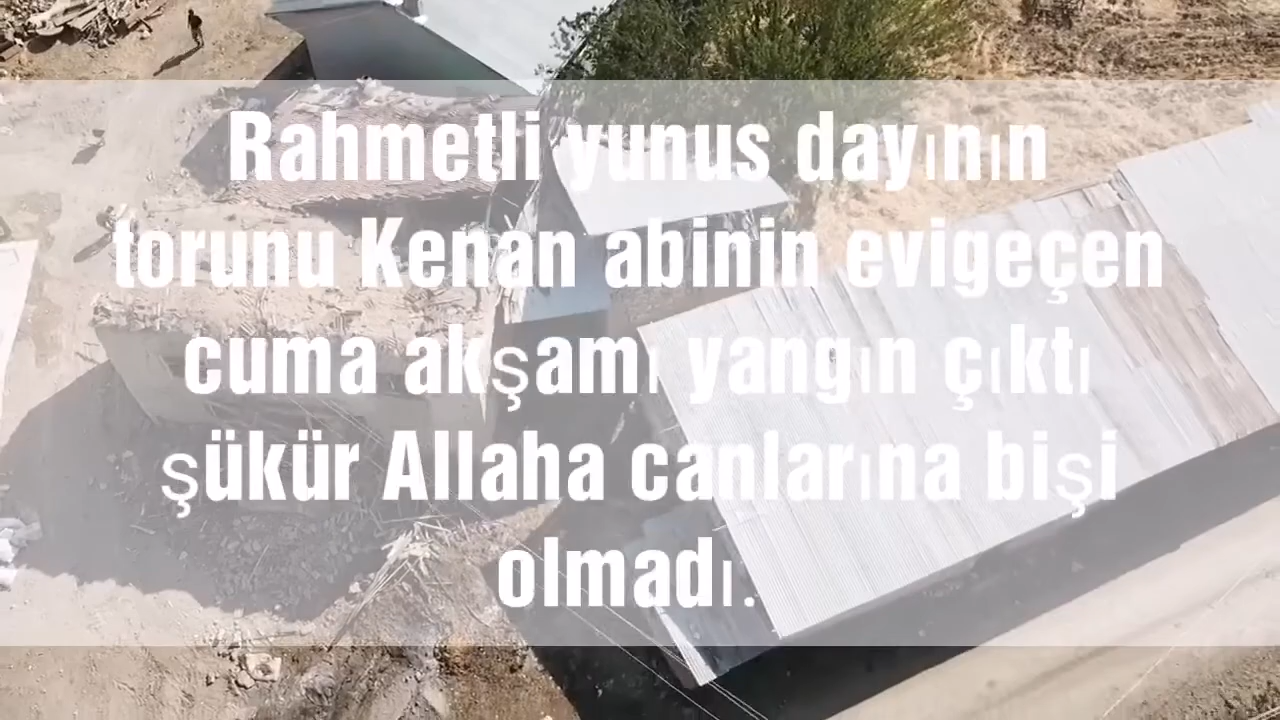 Rahmetli yunus dayının
torunu Kenan abinin evigeçen
cuma akşamı yangın çıktı
şükür Allaha canlarına bişi
olmadı.